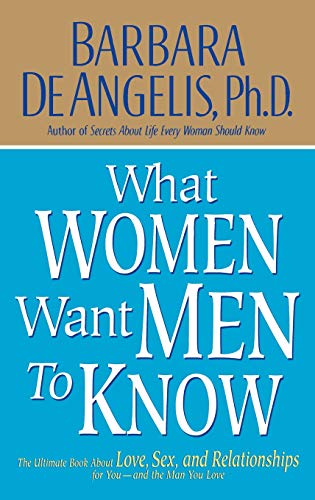 BARBARA
DE ANGELIS, Ph.D.
Author of Secrets About Life Every Woman Should Know
What
WOMEN
Want MEN
To KNOW
The Ultimate Book About Love, Sex, and Relationships
for You—and the Man You Love